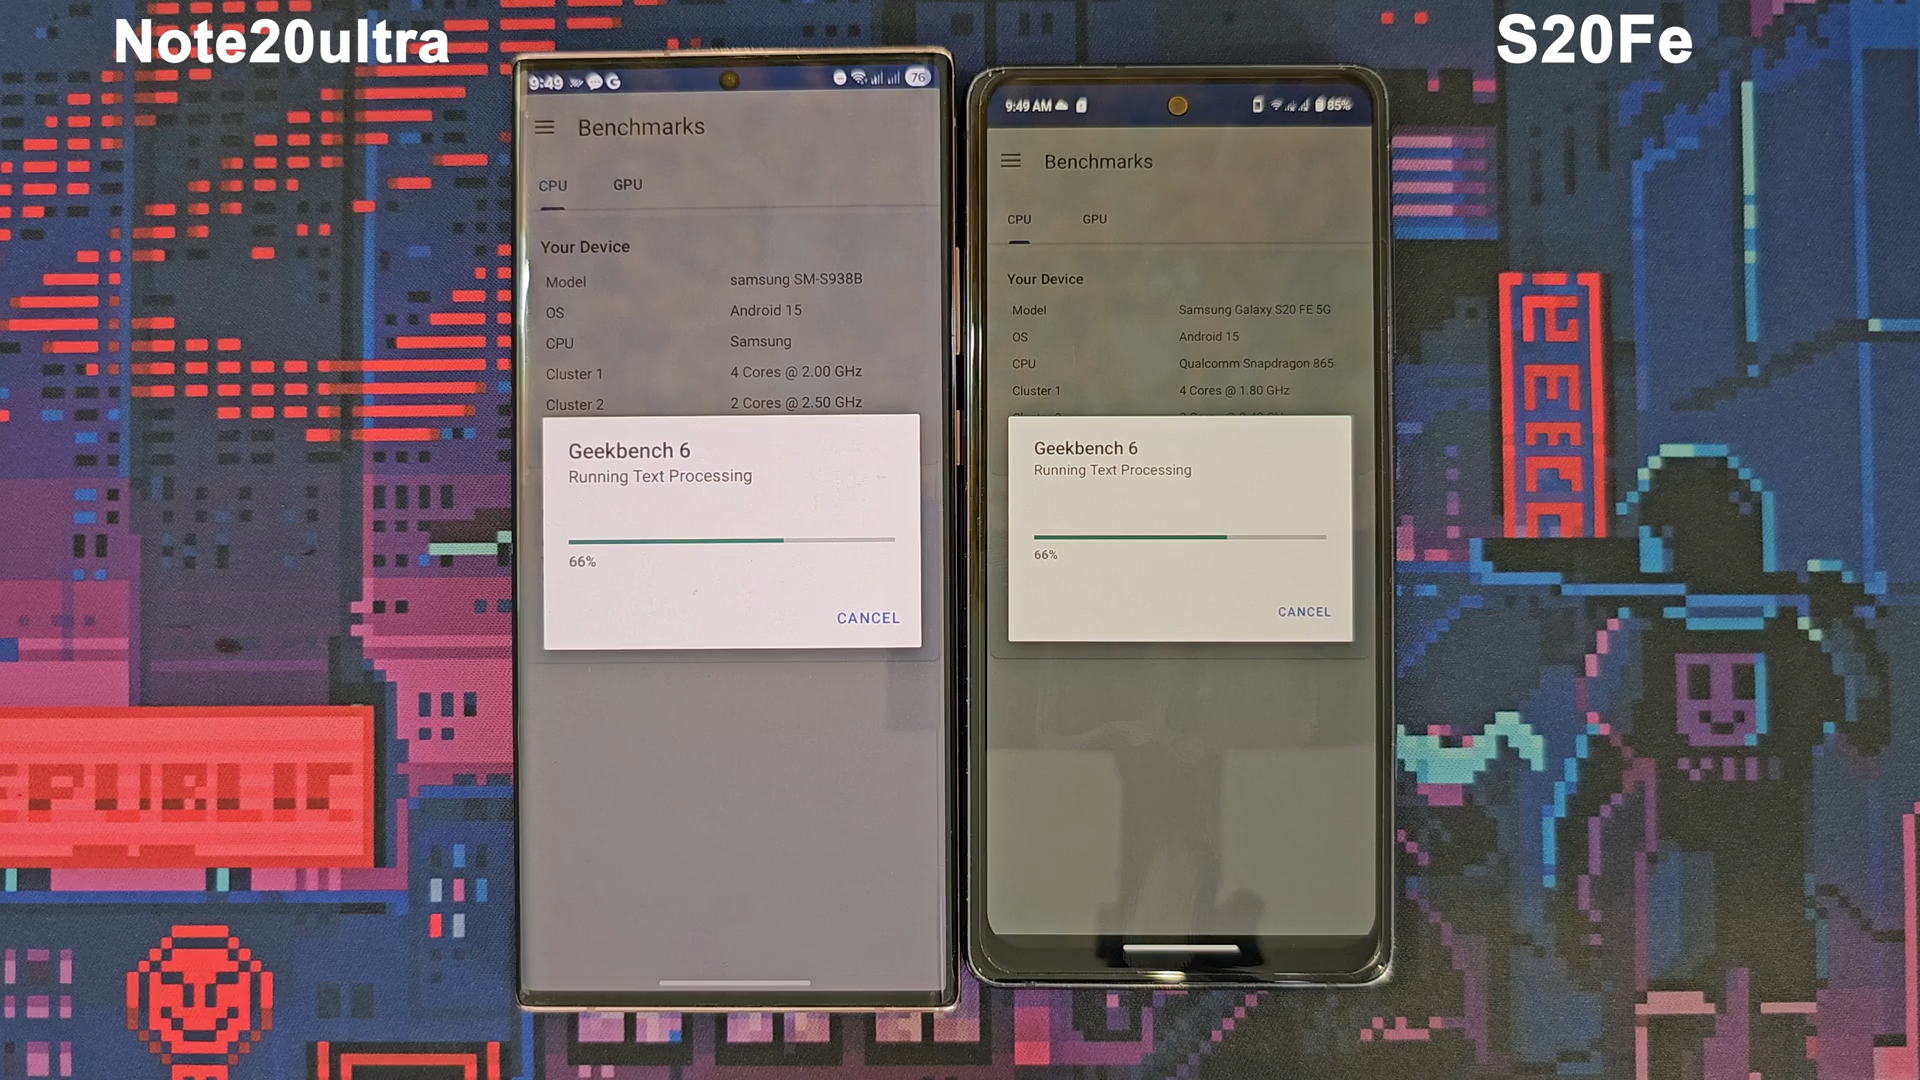 Note20ultra
S20Fe
9:49
76
Benchmarks
CPU GPU
Your Device
Model samsung SM-S938B
OS Android 15
CPU Samsung
Cluster 1 4 Cores @ 2.00 GHz
Cluster 2 2 Cores @ 2.50 GHz
Geekbench 6
Running Text Processing
66%
CANCEL
9:49 AM
85%
Benchmarks
CPU GPU
Your Device
Model Samsung Galaxy S20 FE 5G
OS Android 15
CPU Qualcomm Snapdragon 865
Cluster 1 4 Cores @ 1.80 GHz
Geekbench 6
Running Text Processing
66%
CANCEL
EPUBLIC